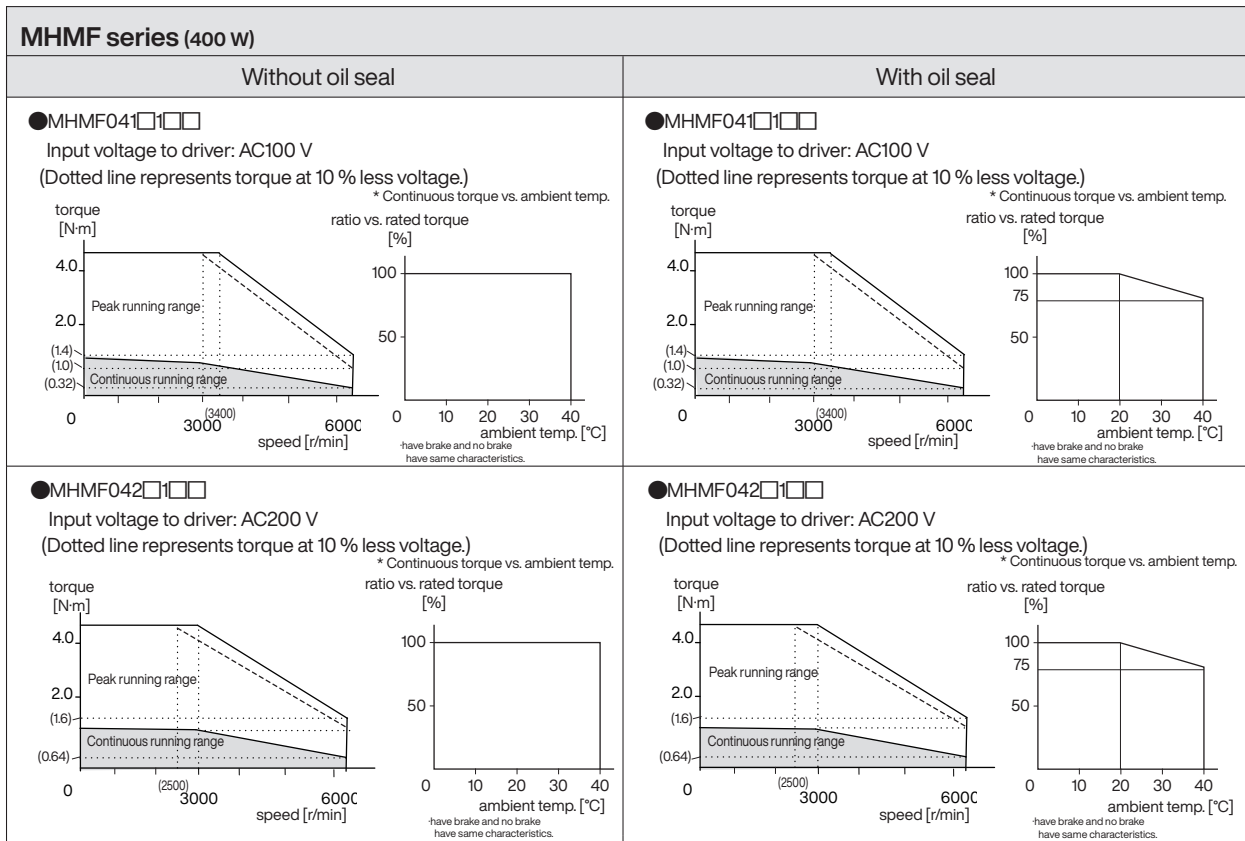 MHMF series (400 W)
Without oil seal
With oil seal
●MHMF041□1□□
Input voltage to driver: AC100 V
(Dotted line represents torque at 10 % less voltage.)
* Continuous torque vs. ambient temp.
torque
[N·m]
4.0
2.0
(1.4)
(1.0)
(0.32)
Peak running range
Continuous running range
0
3000
(3400)
6000
speed [r/min]
ratio vs. rated torque
[%]
100
50
0
10
20
30
40
ambient temp. [°C]
·have brake and no brake
have same characteristics.
●MHMF041□1□□
Input voltage to driver: AC100 V
(Dotted line represents torque at 10 % less voltage.)
* Continuous torque vs. ambient temp.
torque
[N·m]
4.0
2.0
(1.4)
(1.0)
(0.32)
Peak running range
Continuous running range
0
3000
(3400)
6000
speed [r/min]
ratio vs. rated torque
[%]
100
75
50
0
10
20
30
40
ambient temp. [°C]
·have brake and no brake
have same characteristics.
●MHMF042□1□□
Input voltage to driver: AC200 V
(Dotted line represents torque at 10 % less voltage.)
* Continuous torque vs. ambient temp.
torque
[N·m]
4.0
2.0
(1.6)
(0.64)
Peak running range
Continuous running range
0
(2500)
3000
6000
speed [r/min]
ratio vs. rated torque
[%]
100
50
0
10
20
30
40
ambient temp. [°C]
·have brake and no brake
have same characteristics.
●MHMF042□1□□
Input voltage to driver: AC200 V
(Dotted line represents torque at 10 % less voltage.)
* Continuous torque vs. ambient temp.
torque
[N·m]
4.0
2.0
(1.6)
(0.64)
Peak running range
Continuous running range
0
(2500)
3000
6000
speed [r/min]
ratio vs. rated torque
[%]
100
75
50
0
10
20
30
40
ambient temp. [°C]
·have brake and no brake
have same characteristics.